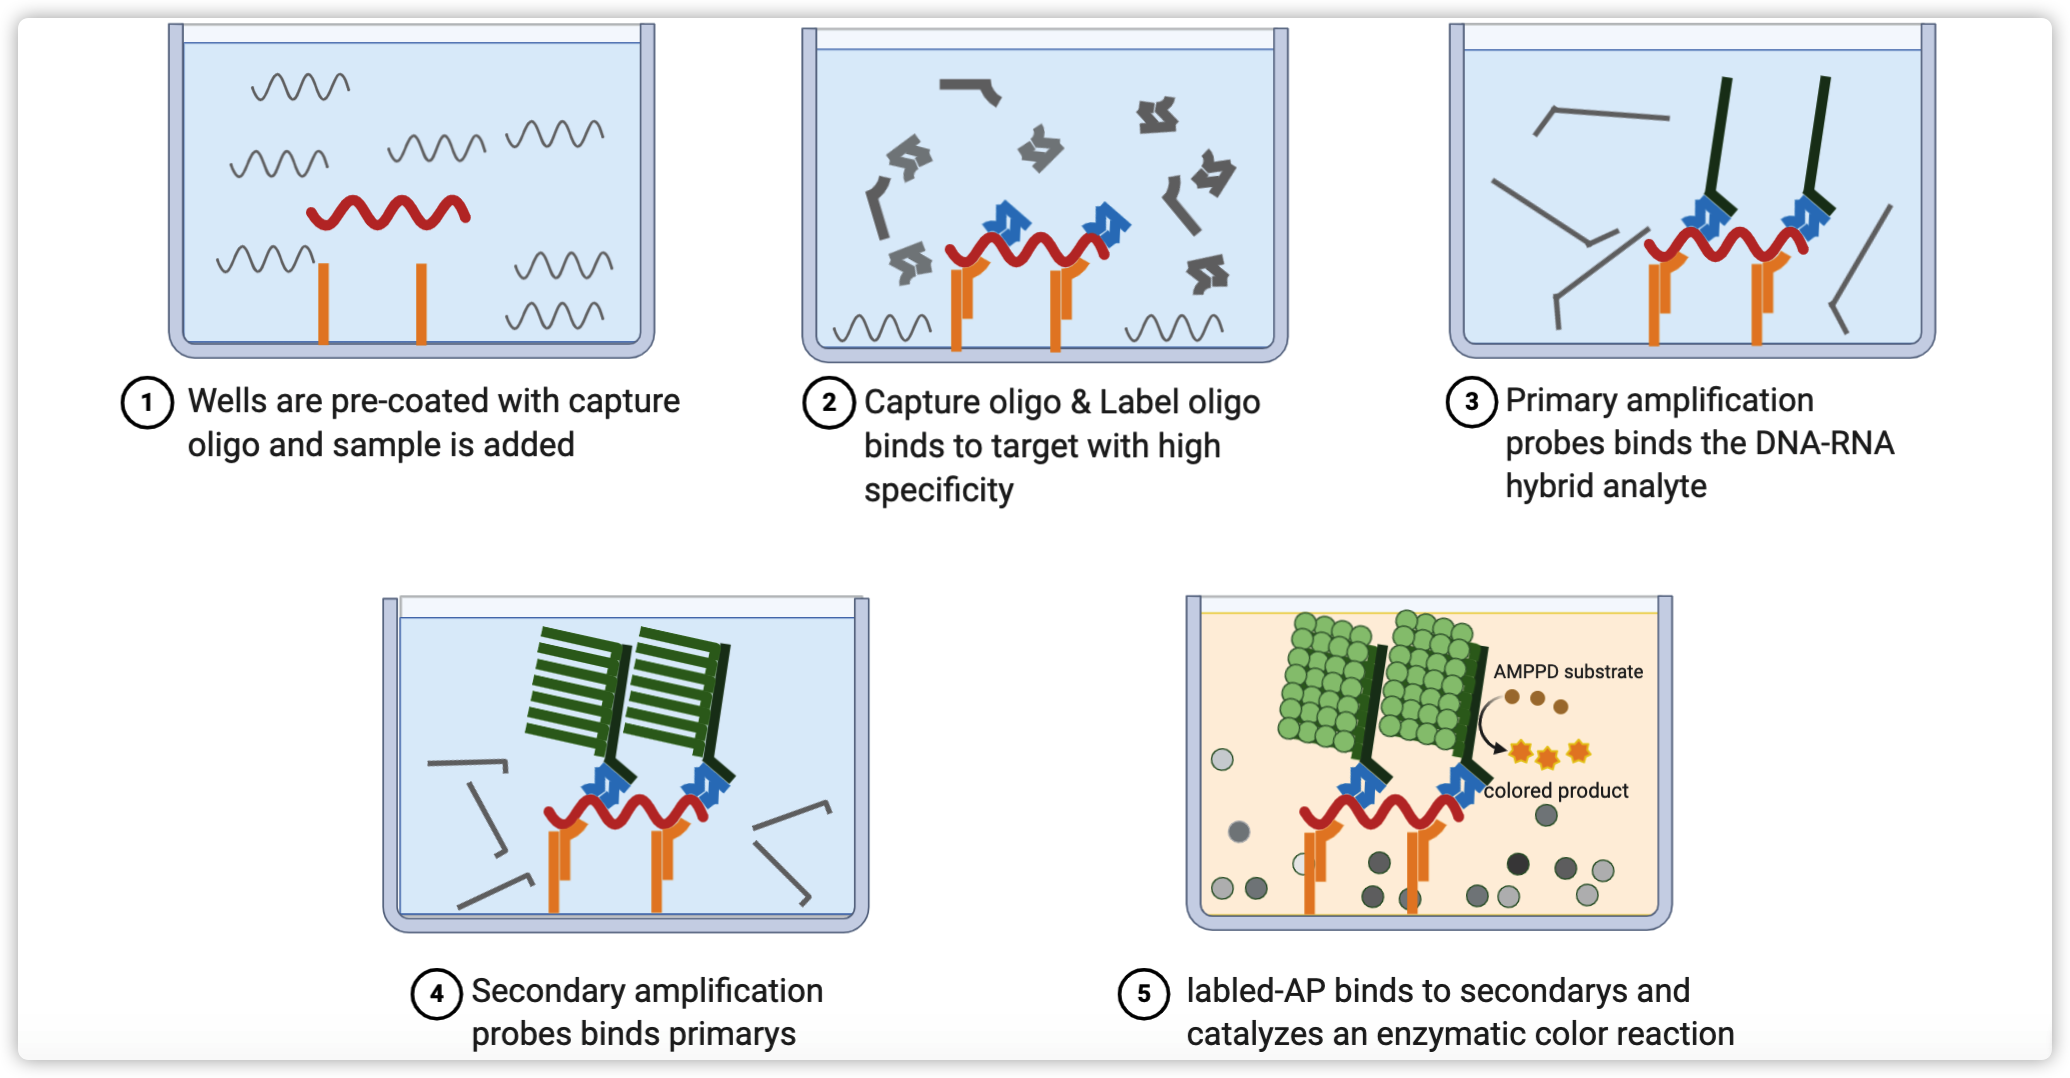 1
Wells are pre-coated with capture
oligo and sample is added
2
Capture oligo & Label oligo
binds to target with high
specificity
3
Primary amplification
probes binds the DNA-RNA
hybrid analyte
4
Secondary amplification
probes binds primarys
AMPPD substrate
colored product
5
labled-AP binds to secondarys and
catalyzes an enzymatic color reaction